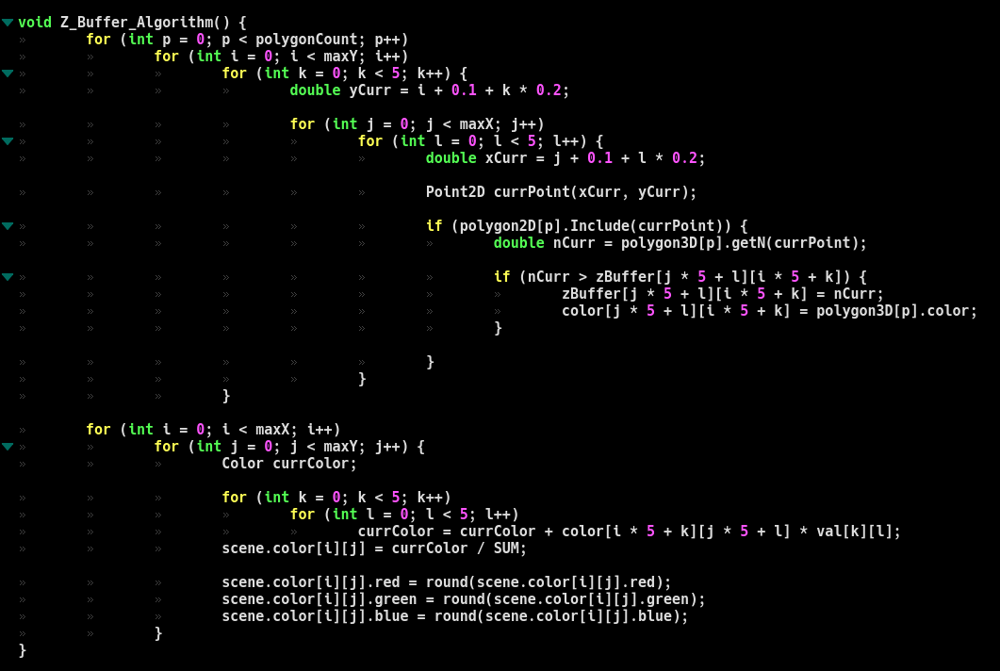 void Z_Buffer_Algorithm() {
	for (int p = 0; p < polygonCount; p++)
		for (int i = 0; i < maxY; i++)
			for (int k = 0; k < 5; k++) {
				double yCurr = i + 0.1 + k * 0.2;

				for (int j = 0; j < maxX; j++)
					for (int l = 0; l < 5; l++) {
						double xCurr = j + 0.1 + l * 0.2;

						Point2D currPoint(xCurr, yCurr);

						if (polygon2D[p].Include(currPoint)) {
							double nCurr = polygon3D[p].getN(currPoint);

							if (nCurr > zBuffer[j * 5 + l][i * 5 + k]) {
								zBuffer[j * 5 + l][i * 5 + k] = nCurr;
								color[j * 5 + l][i * 5 + k] = polygon3D[p].color;
							}

						}
					}
			}

	for (int i = 0; i < maxX; i++)
		for (int j = 0; j < maxY; j++) {
			Color currColor;

			for (int k = 0; k < 5; k++)
				for (int l = 0; l < 5; l++)
					currColor = currColor + color[i * 5 + k][j * 5 + l] * val[k][l];
			scene.color[i][j] = currColor / SUM;

			scene.color[i][j].red = round(scene.color[i][j].red);
			scene.color[i][j].green = round(scene.color[i][j].green);
			scene.color[i][j].blue = round(scene.color[i][j].blue);
		}
}